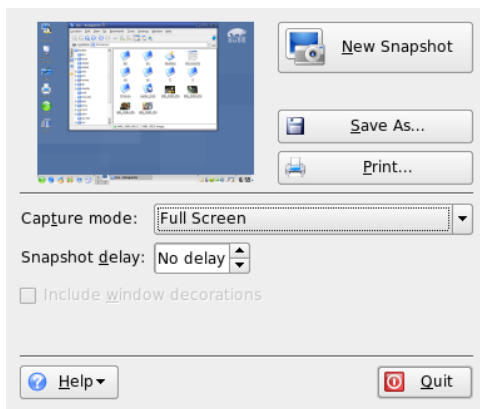 New Snapshot
Save As...
Print...
Capture mode: Full Screen
Snapshot delay: No delay
Include window decorations
Help
Quit